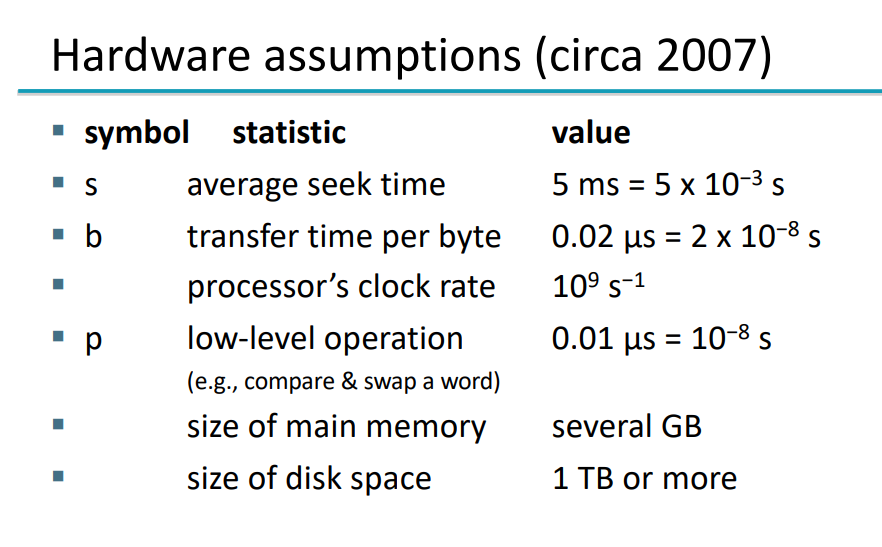 Hardware assumptions (circa 2007)
▪ symbol statistic value
▪ s average seek time 5 ms = 5 x 10⁻³ s
▪ b transfer time per byte 0.02 μs = 2 x 10⁻⁸ s
▪ processor’s clock rate 10⁹ s⁻¹
▪ p low-level operation 0.01 μs = 10⁻⁸ s
(e.g., compare & swap a word)
▪ size of main memory several GB
▪ size of disk space 1 TB or more